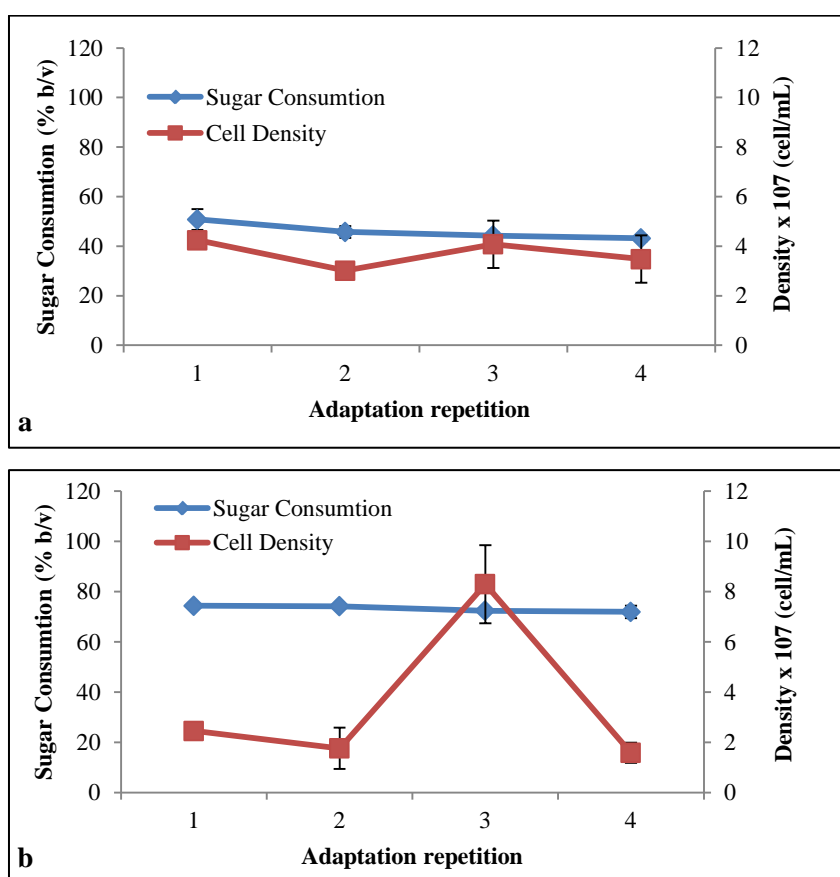 120
100
80
60
40
20
0
Sugar Consumption (% b/v)
Sugar Consumtion
Cell Density
12
10
8
6
4
2
0
Density x 107 (cell/mL)
1 2 3 4
Adaptation repetition
a
120
100
80
60
40
20
0
Sugar Consumption (% b/v)
Sugar Consumtion
Cell Density
12
10
8
6
4
2
0
Density x 107 (cell/mL)
1 2 3 4
Adaptation repetition
b